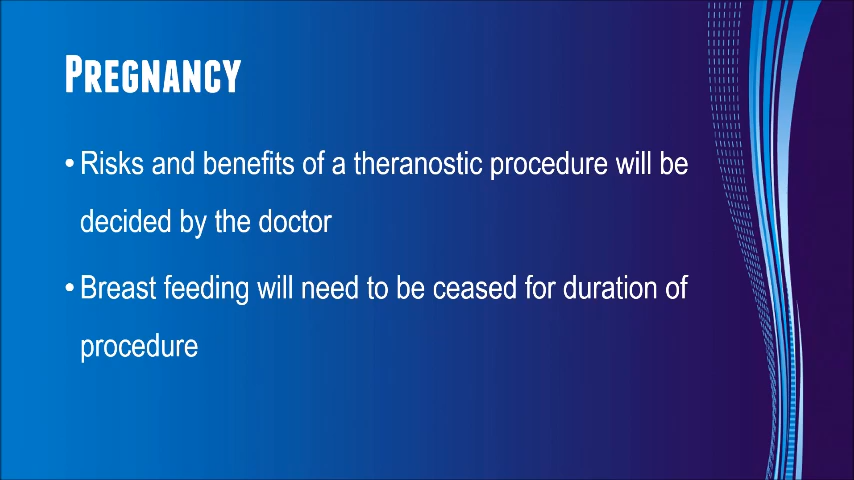 PREGNANCY
• Risks and benefits of a theranostic procedure will be
decided by the doctor
• Breast feeding will need to be ceased for duration of
procedure